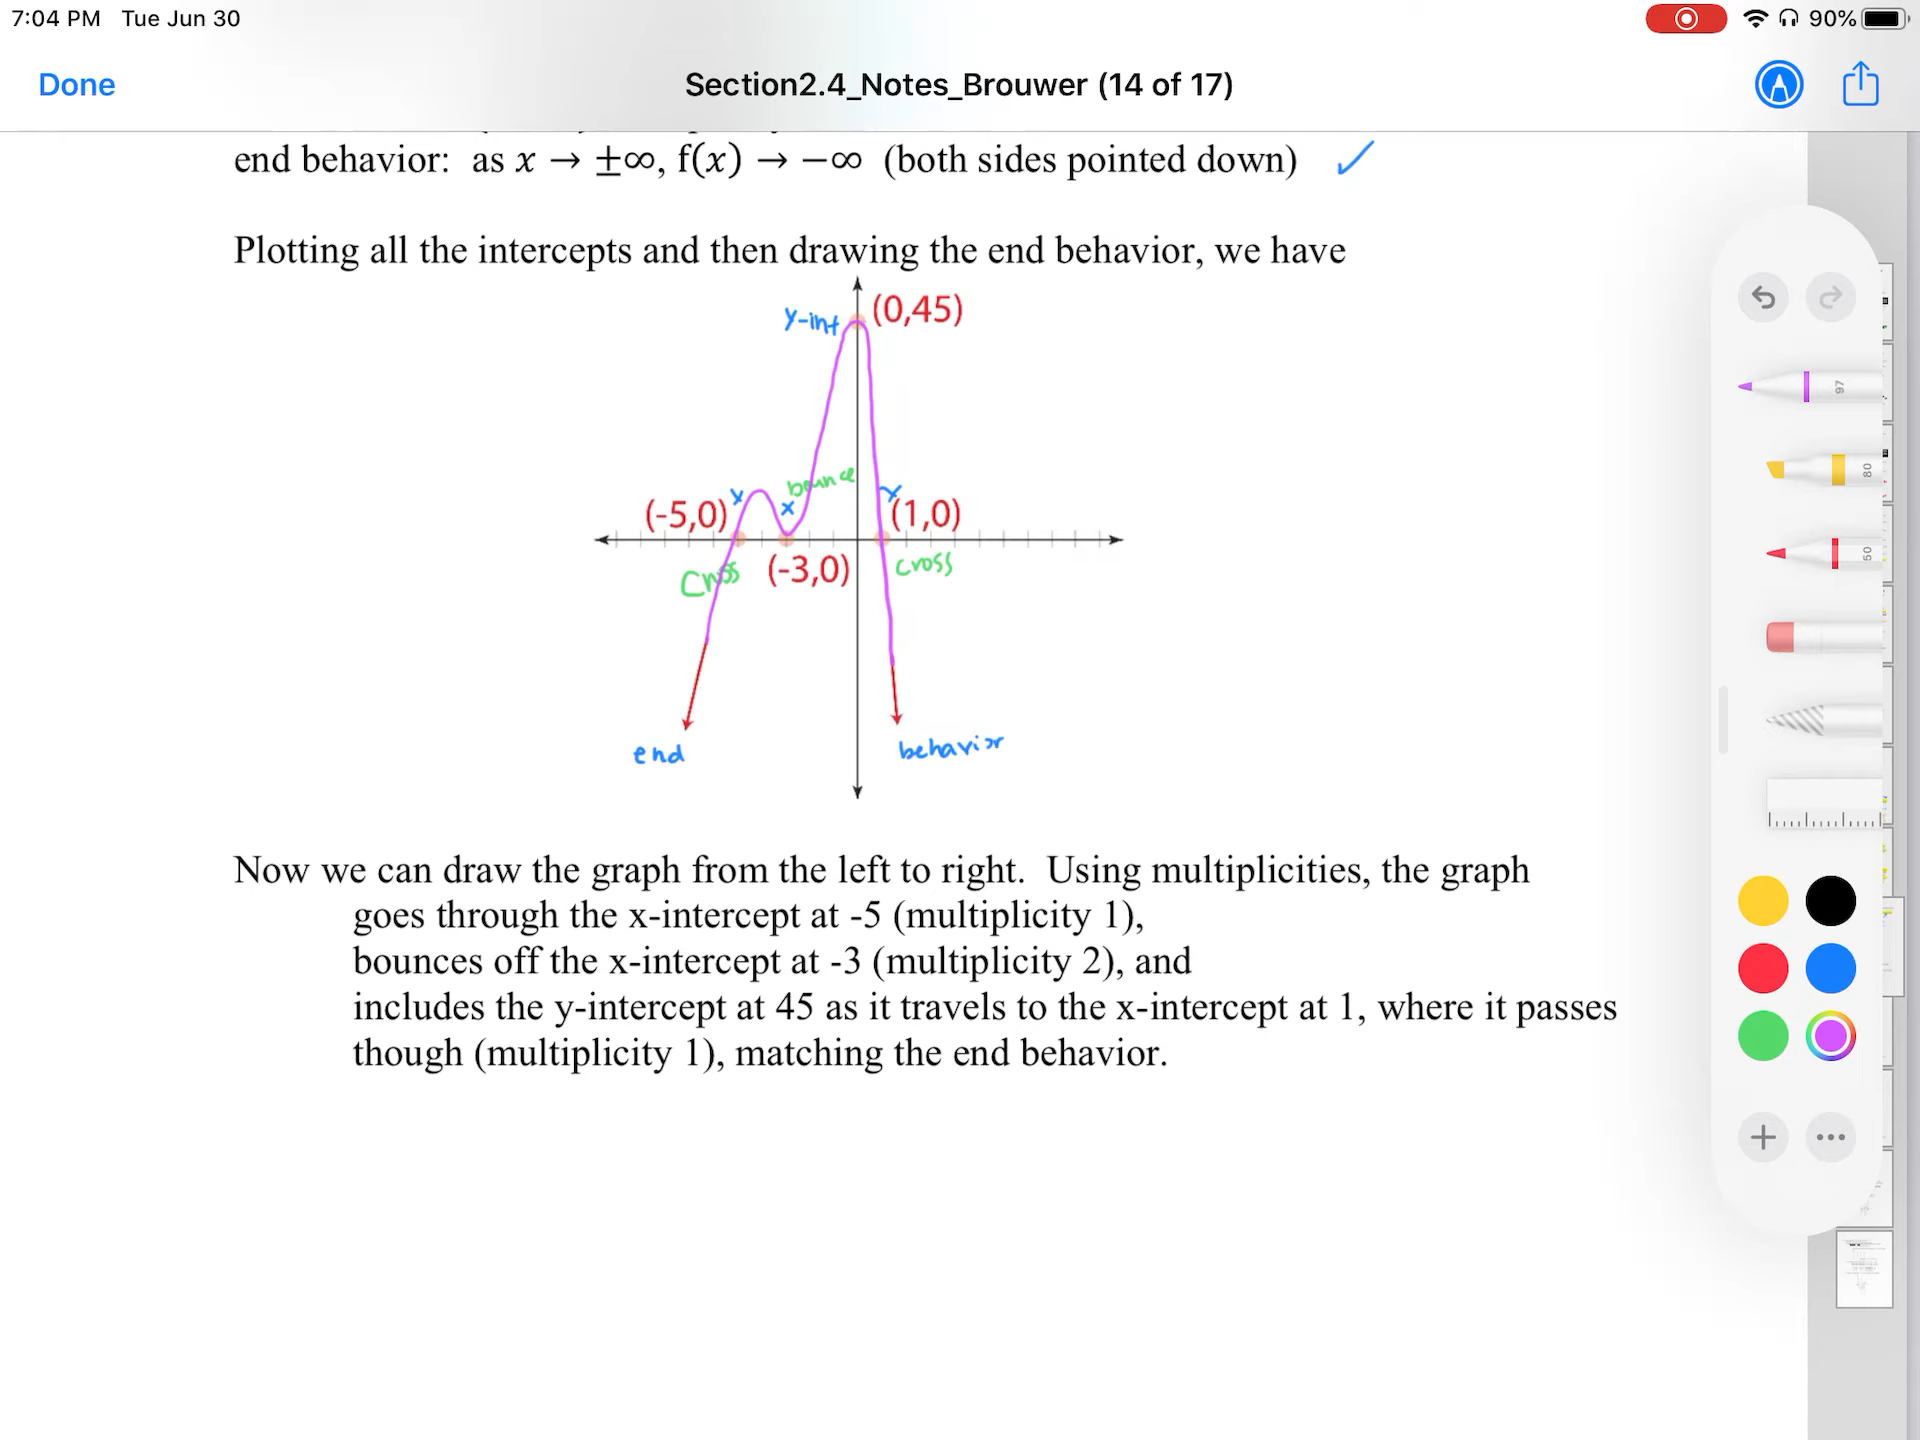 7:04 PM Tue Jun 30
90%
Done
Section2.4_Notes_Brouwer (14 of 17)
end behavior: as x → ±∞, f(x) → −∞ (both sides pointed down)
Plotting all the intercepts and then drawing the end behavior, we have
y-int (0,45)
bounce
(-5,0) x x x (1,0)
Cross (-3,0) cross
end behavior
Now we can draw the graph from the left to right. Using multiplicities, the graph
goes through the x-intercept at -5 (multiplicity 1),
bounces off the x-intercept at -3 (multiplicity 2), and
includes the y-intercept at 45 as it travels to the x-intercept at 1, where it passes
though (multiplicity 1), matching the end behavior.
97
80
50